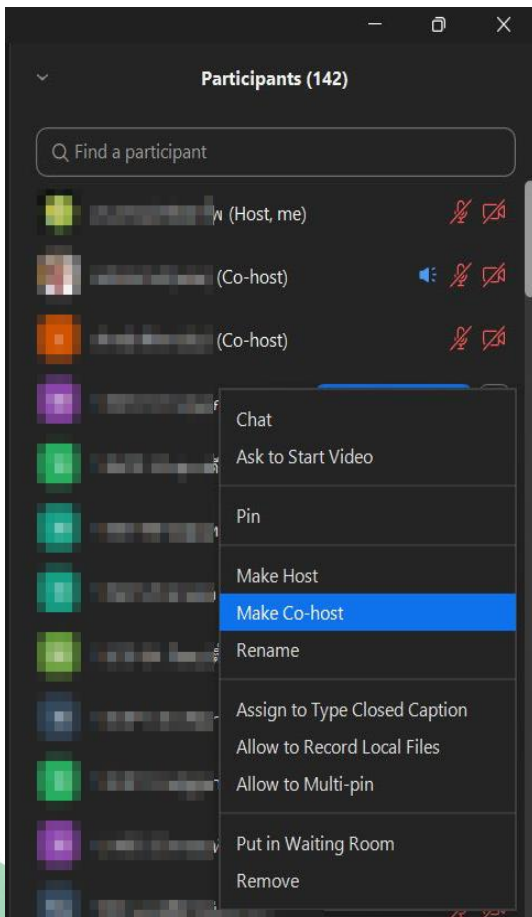 Participants (142)
Find a participant
(Host, me)
(Co-host)
(Co-host)
Chat
Ask to Start Video
Pin
Make Host
Make Co-host
Rename
Assign to Type Closed Caption
Allow to Record Local Files
Allow to Multi-pin
Put in Waiting Room
Remove